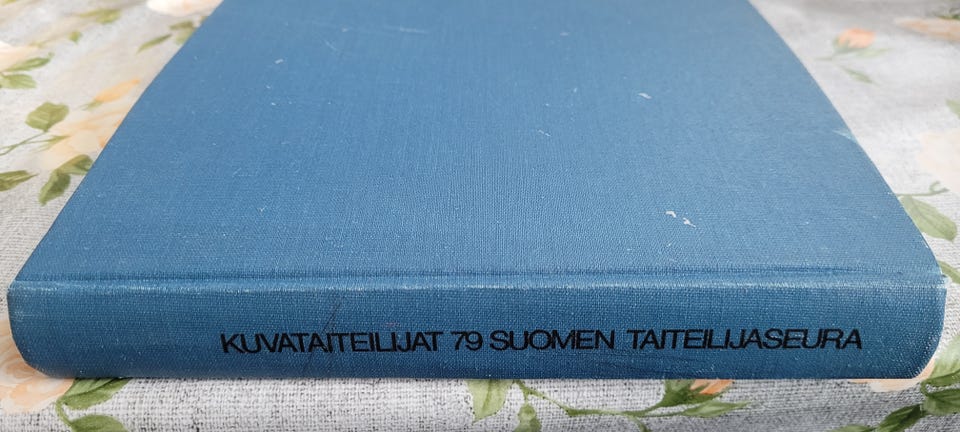 KUVATAITEILIJAT 79 SUOMEN TAITEILIJASEURA